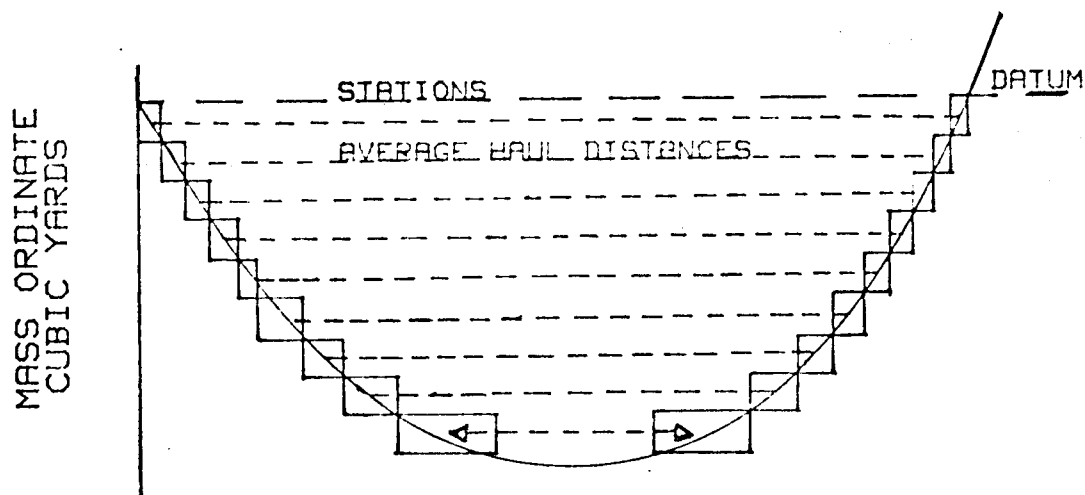 MASS ORDINATE
CUBIC YARDS
STATIONS
DATUM
AVERAGE HAUL DISTANCES